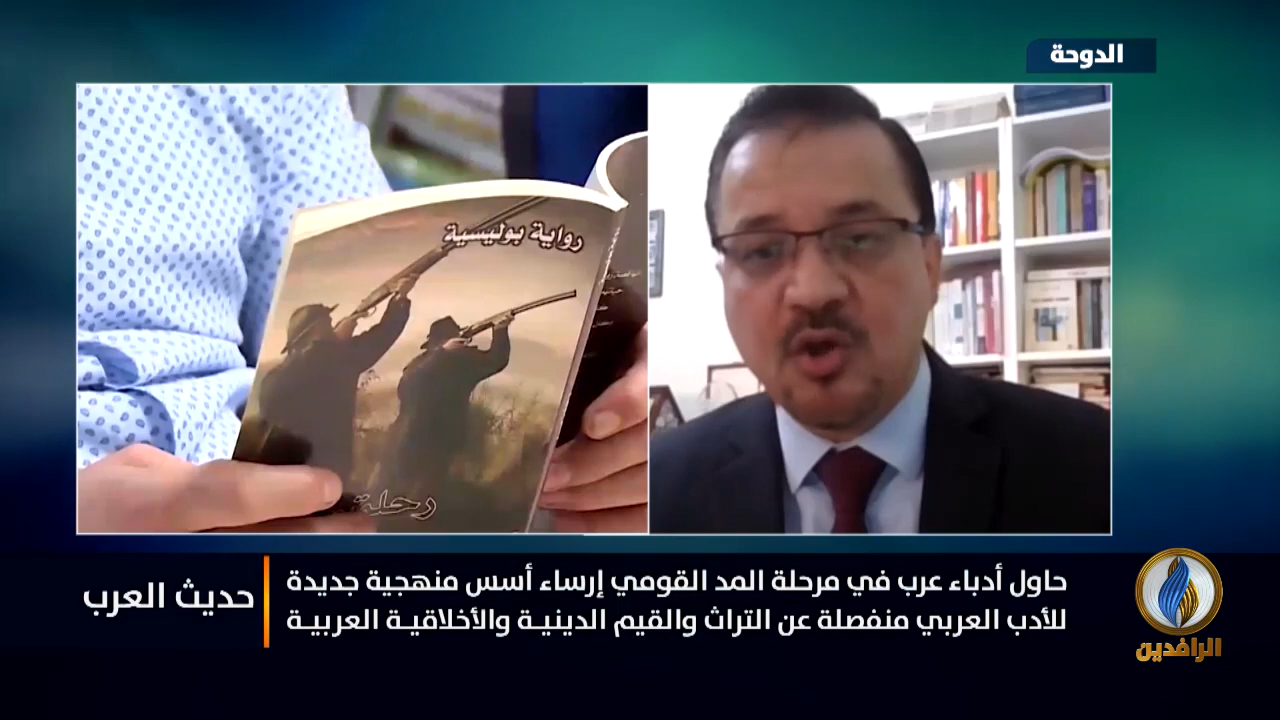 الدوحة
رواية بوليسية
رحلة
حاول أدباء عرب في مرحلة المد القومي إرساء أسس منهجية جديدة
للأدب العربي منفصلة عن التراث والقيم الدينية والأخلاقية العربية
حديث العرب
الرافدين